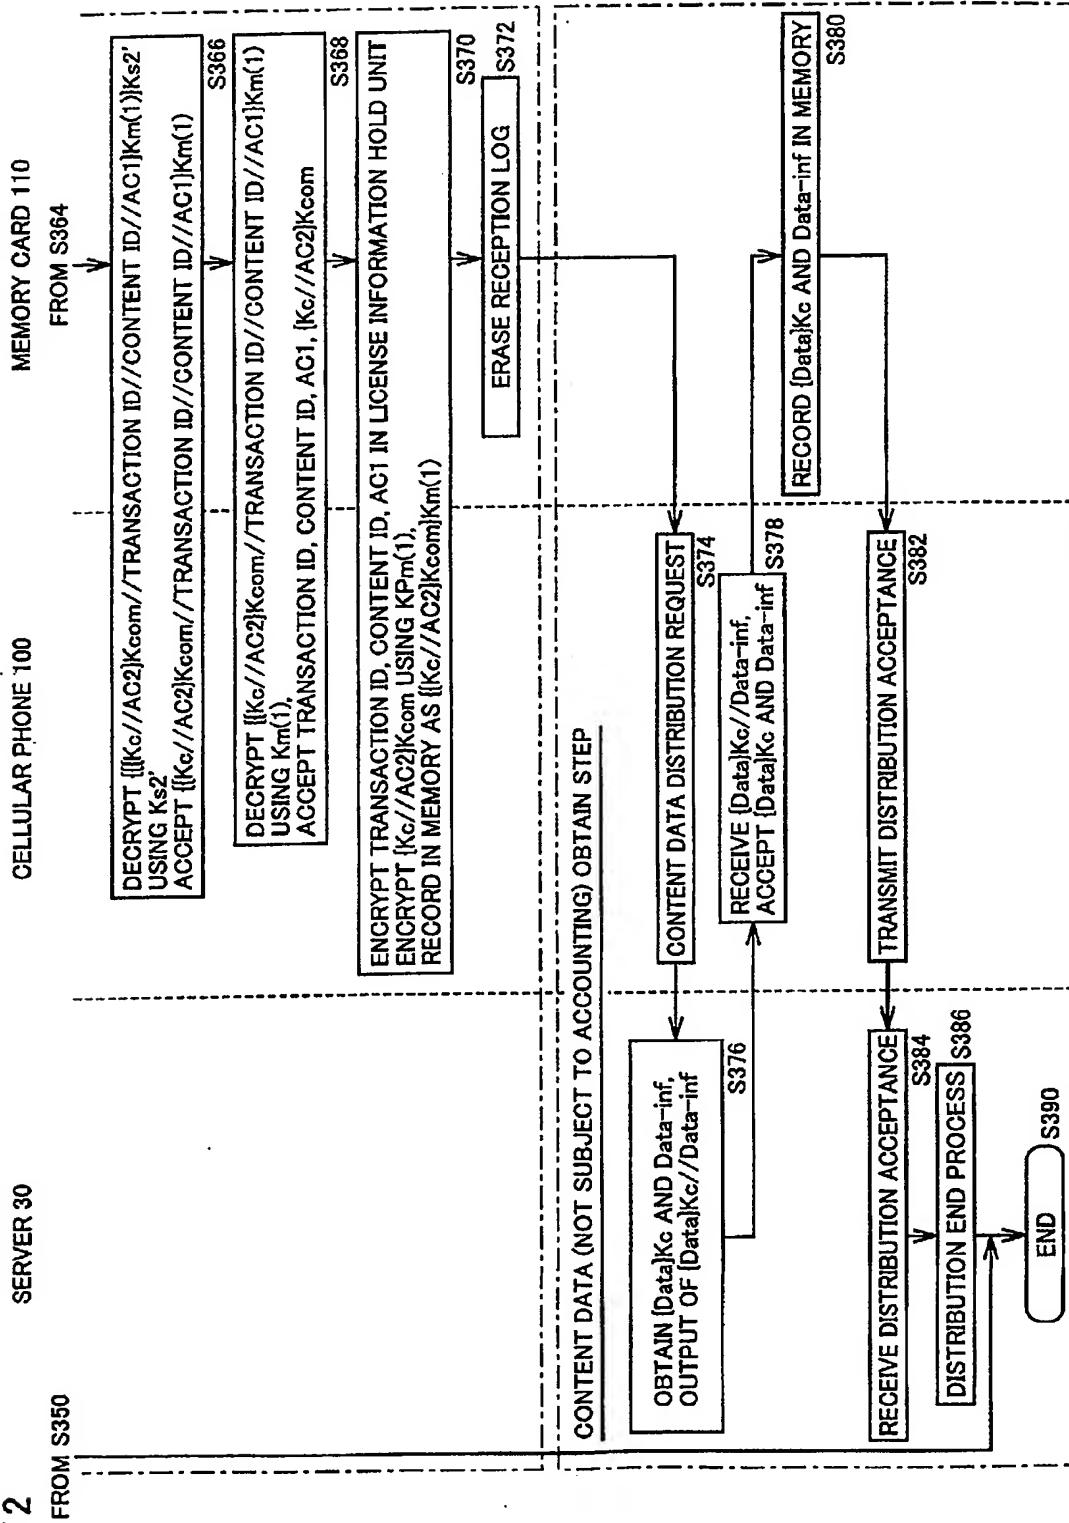 2
FROM S350
SERVER 30
CELLULAR PHONE 100
MEMORY CARD 110
FROM S364
DECRYPT {{{Kc//AC2}Kcom//TRANSACTION ID//CONTENT ID//AC1}Km(1)}Ks2'
USING Ks2'
ACCEPT {{Kc//AC2}Kcom//TRANSACTION ID//CONTENT ID//AC1}Km(1)
S366
DECRYPT {{Kc//AC2}Kcom//TRANSACTION ID//CONTENT ID//AC1}Km(1)
USING Km(1),
ACCEPT TRANSACTION ID, CONTENT ID, AC1, {Kc//AC2}Kcom
S368
ENCRYPT TRANSACTION ID, CONTENT ID, AC1 IN LICENSE INFORMATION HOLD UNIT
ENCRYPT {Kc//AC2}Kcom USING KPm(1),
RECORD IN MEMORY AS {{Kc//AC2}Kcom}Km(1)
S370
ERASE RECEPTION LOG
S372
CONTENT DATA (NOT SUBJECT TO ACCOUNTING) OBTAIN STEP
CONTENT DATA DISTRIBUTION REQUEST
S374
OBTAIN {Data}Kc AND Data-inf,
OUTPUT OF {Data}Kc//Data-inf
S376
RECEIVE {Data}Kc//Data-inf,
ACCEPT {Data}Kc AND Data-inf
S378
RECORD {Data}Kc AND Data-inf IN MEMORY
S380
TRANSMIT DISTRIBUTION ACCEPTANCE
S382
RECEIVE DISTRIBUTION ACCEPTANCE
S384
DISTRIBUTION END PROCESS
S386
END
S390